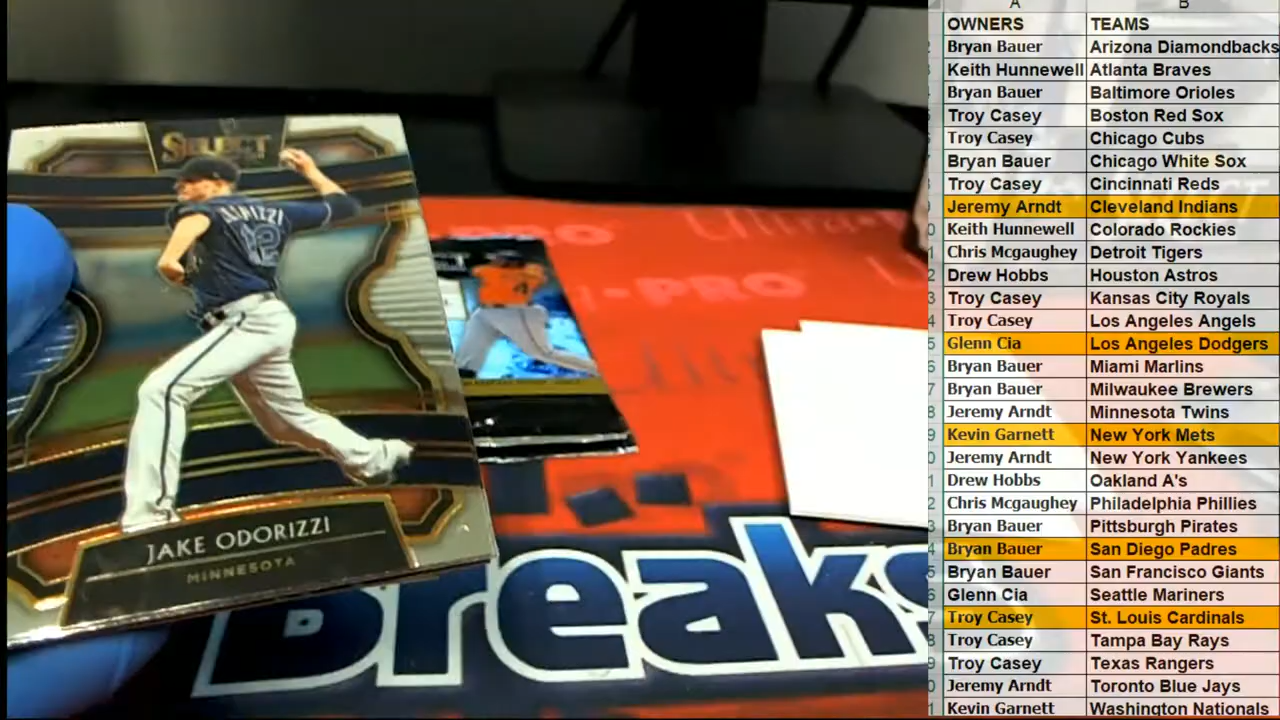 SELECT
ODORIZZI
12
JAKE ODORIZZI
MINNESOTA
4
PRO
Ultra-PRO
Breaks
A B
OWNERS TEAMS
Bryan Bauer Arizona Diamondbacks
Keith Hunnewell Atlanta Braves
Bryan Bauer Baltimore Orioles
Troy Casey Boston Red Sox
Troy Casey Chicago Cubs
Bryan Bauer Chicago White Sox
Troy Casey Cincinnati Reds
Jeremy Arndt Cleveland Indians
Keith Hunnewell Colorado Rockies
Chris Mcgaughey Detroit Tigers
Drew Hobbs Houston Astros
Troy Casey Kansas City Royals
Troy Casey Los Angeles Angels
Glenn Cia Los Angeles Dodgers
Bryan Bauer Miami Marlins
Bryan Bauer Milwaukee Brewers
Jeremy Arndt Minnesota Twins
Kevin Garnett New York Mets
Jeremy Arndt New York Yankees
Drew Hobbs Oakland A's
Chris Mcgaughey Philadelphia Phillies
Bryan Bauer Pittsburgh Pirates
Bryan Bauer San Diego Padres
Bryan Bauer San Francisco Giants
Glenn Cia Seattle Mariners
Troy Casey St. Louis Cardinals
Troy Casey Tampa Bay Rays
Troy Casey Texas Rangers
Jeremy Arndt Toronto Blue Jays
Kevin Garnett Washington Nationals